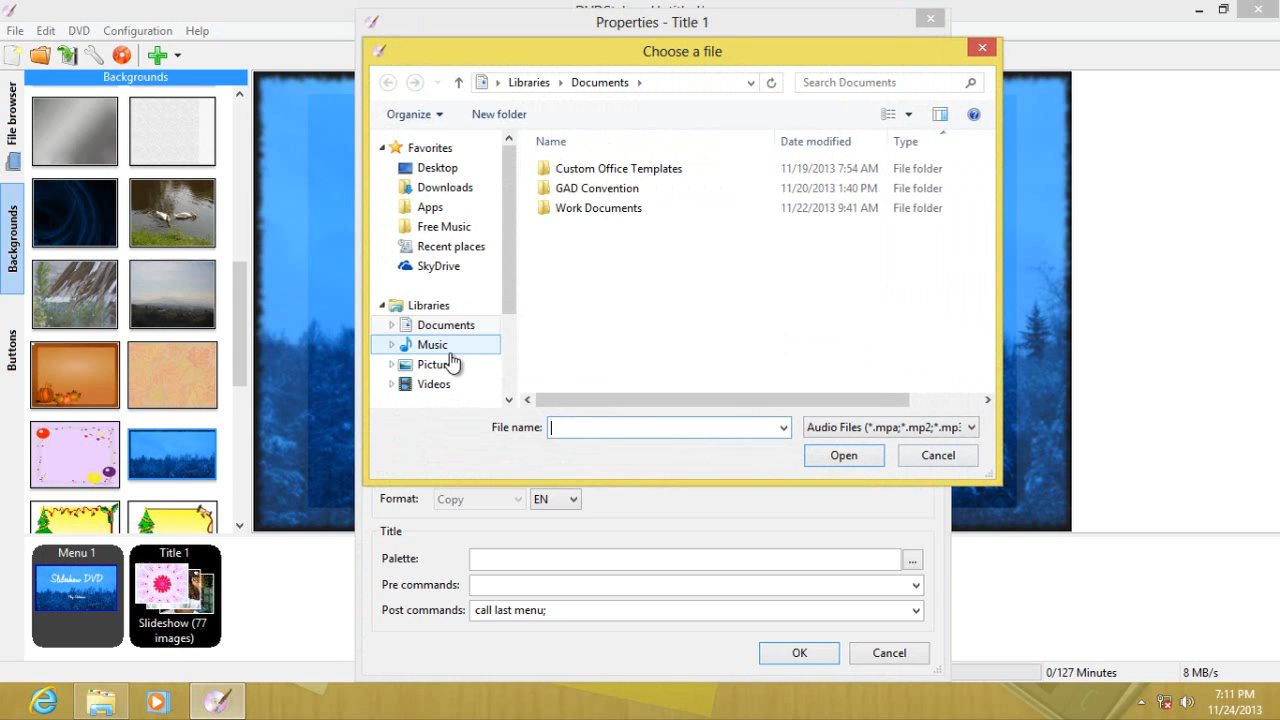 Properties - Title 1
Choose a file
File Edit DVD Configuration Help
Backgrounds
File browser
Backgrounds
Buttons
Libraries Documents
Search Documents
Organize New folder
Favorites
Desktop
Downloads
Apps
Free Music
Recent places
SkyDrive
Libraries
Documents
Music
Videos
Name Date modified Type
Custom Office Templates 11/19/2013 7:54 AM File folder
GAD Convention 11/20/2013 1:40 PM File folder
Work Documents 11/22/2013 9:41 AM File folder
File name:
Audio Files (*.mpa;*.mp2;*.mp3
Open Cancel
Format: Copy EN
Title
Palette: ...
Pre commands:
Post commands: call last menu;
OK Cancel
Menu 1
Slideshow DVD
Title 1
Slideshow (77
images)
0/127 Minutes 8 MB/s
7:11 PM
11/24/2013